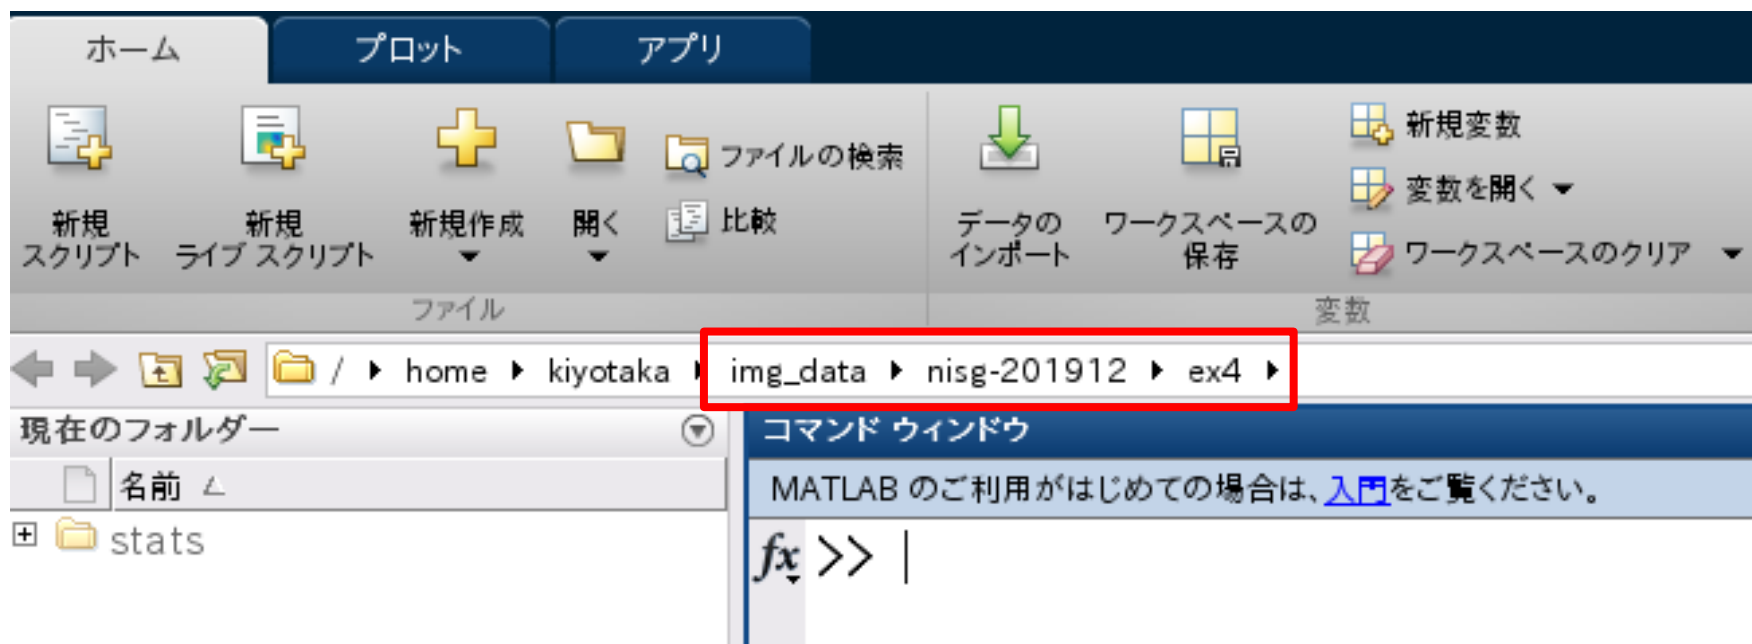 ホーム プロット アプリ
新規
スクリプト
新規
ライブ スクリプト
新規作成
開く
ファイルの検索
比較
データの
インポート
ワークスペースの
保存
新規変数
変数を開く
ワークスペースのクリア
ファイル 変数
/ home kiyotaka img_data nisg-201912 ex4
現在のフォルダー
名前
stats
コマンド ウィンドウ
MATLAB のご利用がはじめての場合は、入門をご覧ください。
fx >>